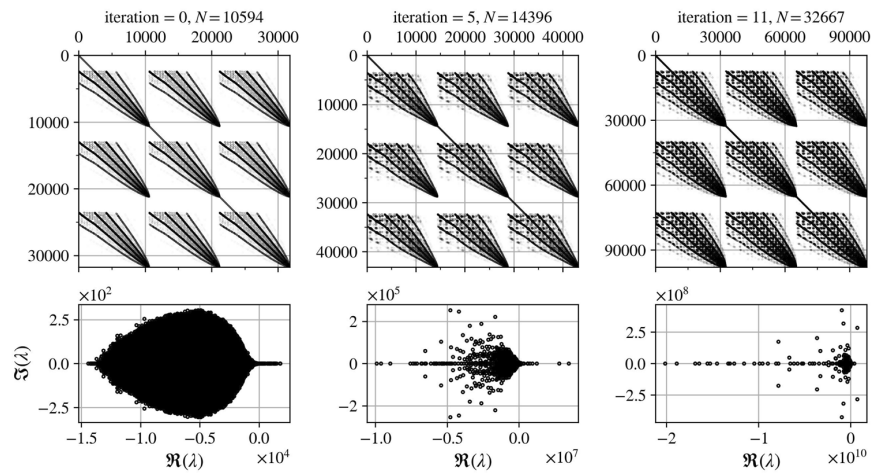 iteration = 0, N = 10594
iteration = 5, N = 14396
iteration = 11, N = 32667
0 10000 20000 30000
0 10000 20000 30000 40000
0 30000 60000 90000
0
10000
20000
30000
0
10000
20000
30000
40000
0
30000
60000
90000
×10²
×10⁵
×10⁸
ℑ(λ)
2.5
0.0
−2.5
2
0
−2
2.5
0.0
−2.5
−1.5 −1.0 −0.5 0.0
−1.0 −0.5 0.0
−2 −1 0
ℜ(λ) ×10⁴
ℜ(λ) ×10⁷
ℜ(λ) ×10¹⁰